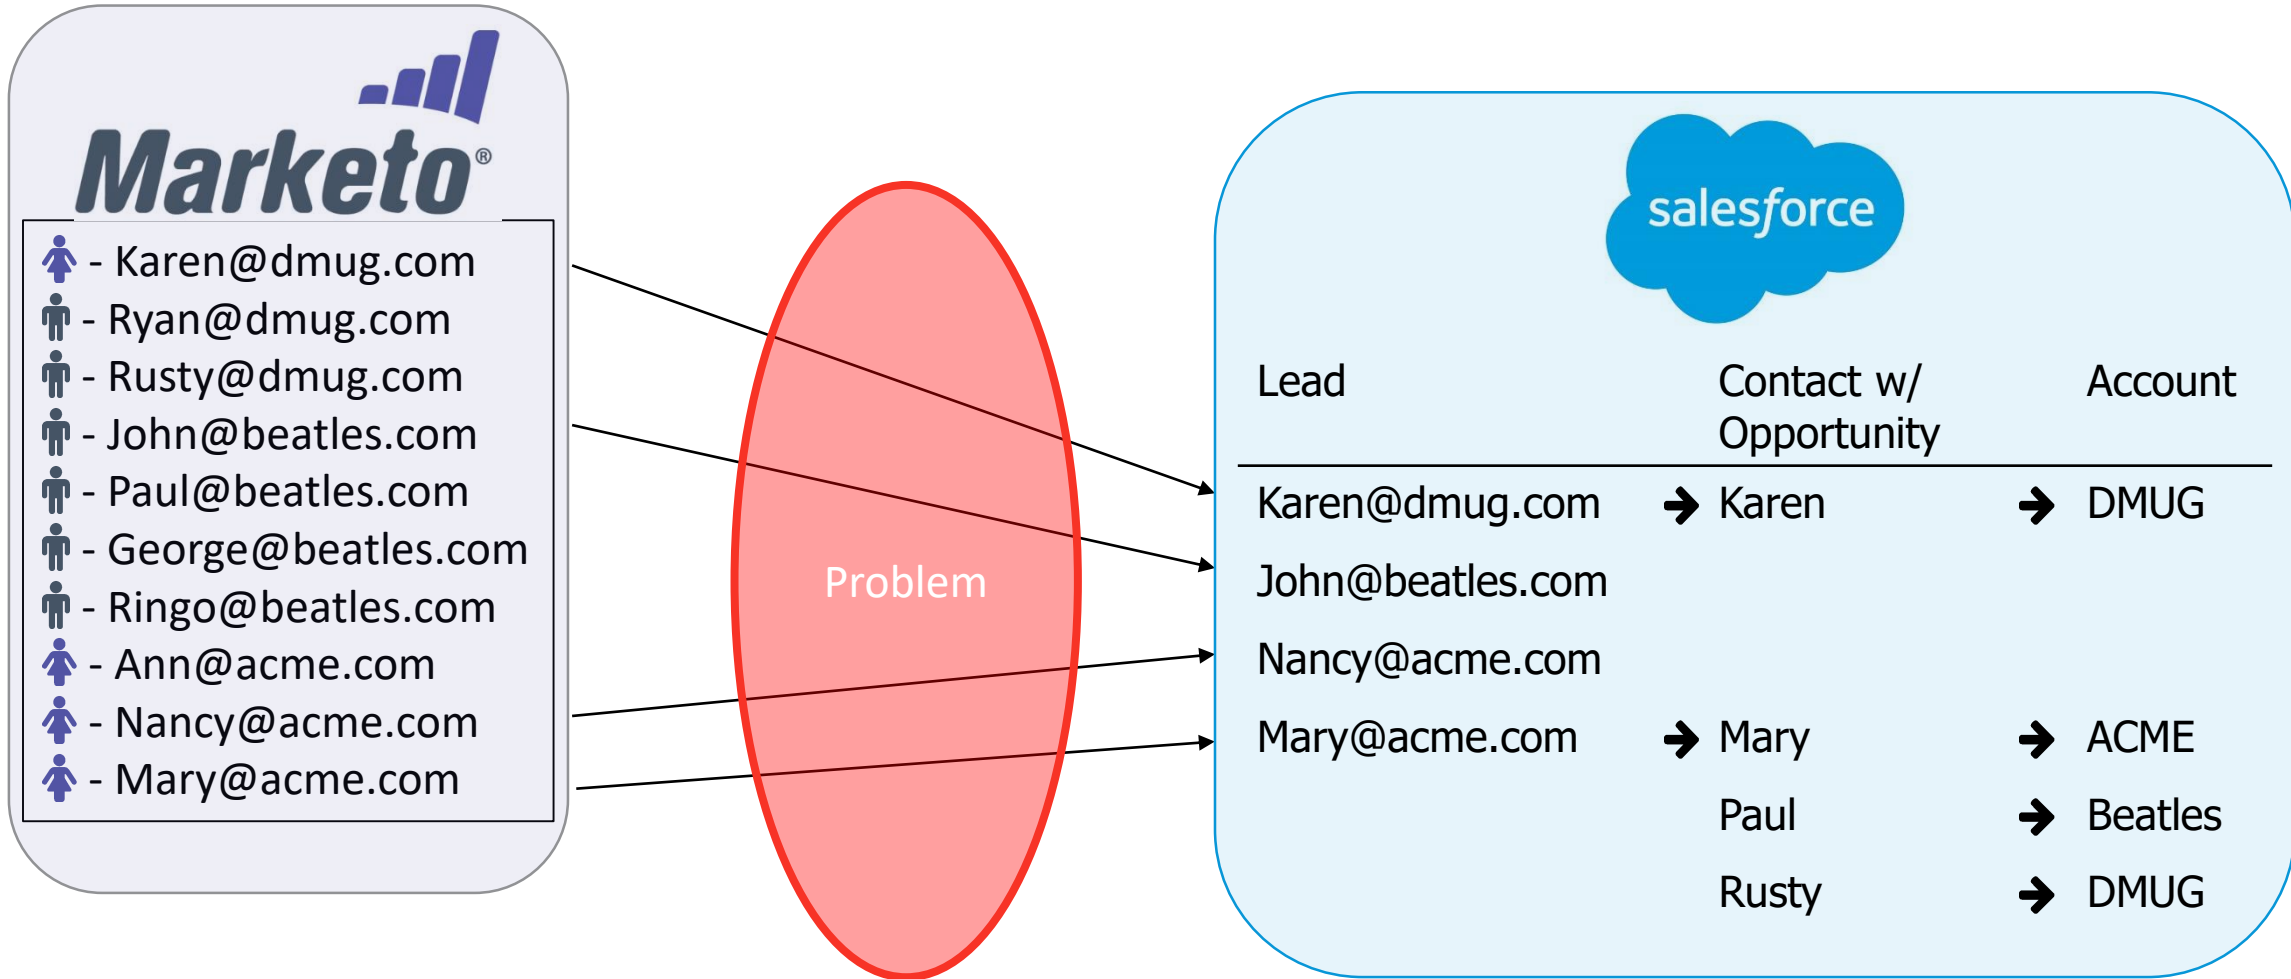 Marketo®
- Karen@dmug.com
- Ryan@dmug.com
- Rusty@dmug.com
- John@beatles.com
- Paul@beatles.com
- George@beatles.com
- Ringo@beatles.com
- Ann@acme.com
- Nancy@acme.com
- Mary@acme.com
Problem
salesforce
Lead Contact w/ Account
Opportunity
Karen@dmug.com → Karen → DMUG
John@beatles.com
Nancy@acme.com
Mary@acme.com → Mary → ACME
Paul → Beatles
Rusty → DMUG